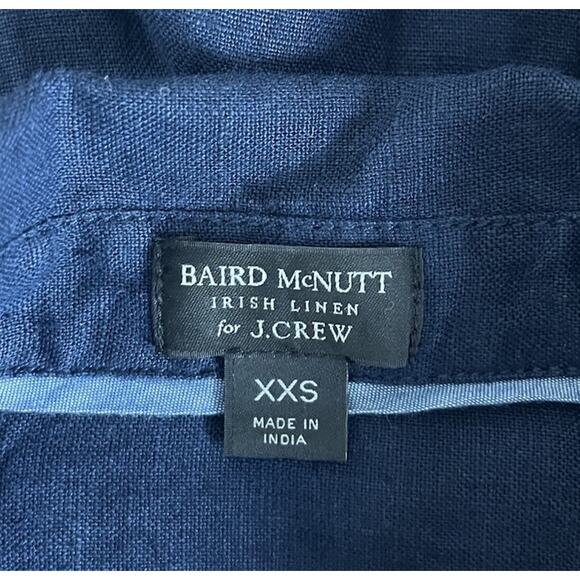 BAIRD McNUTT
IRISH LINEN
for J.CREW
XXS
MADE IN
INDIA